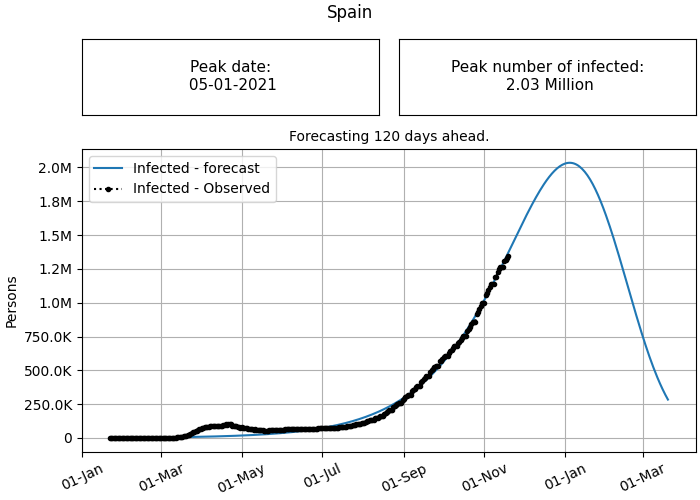 Spain
Peak date:
05-01-2021
Peak number of infected:
2.03 Million
Forecasting 120 days ahead.
Infected - forecast
Infected - Observed
Persons
2.0M
1.8M
1.5M
1.2M
1.0M
750.0K
500.0K
250.0K
0
01-Jan
01-Mar
01-May
01-Jul
01-Sep
01-Nov
01-Jan
01-Mar